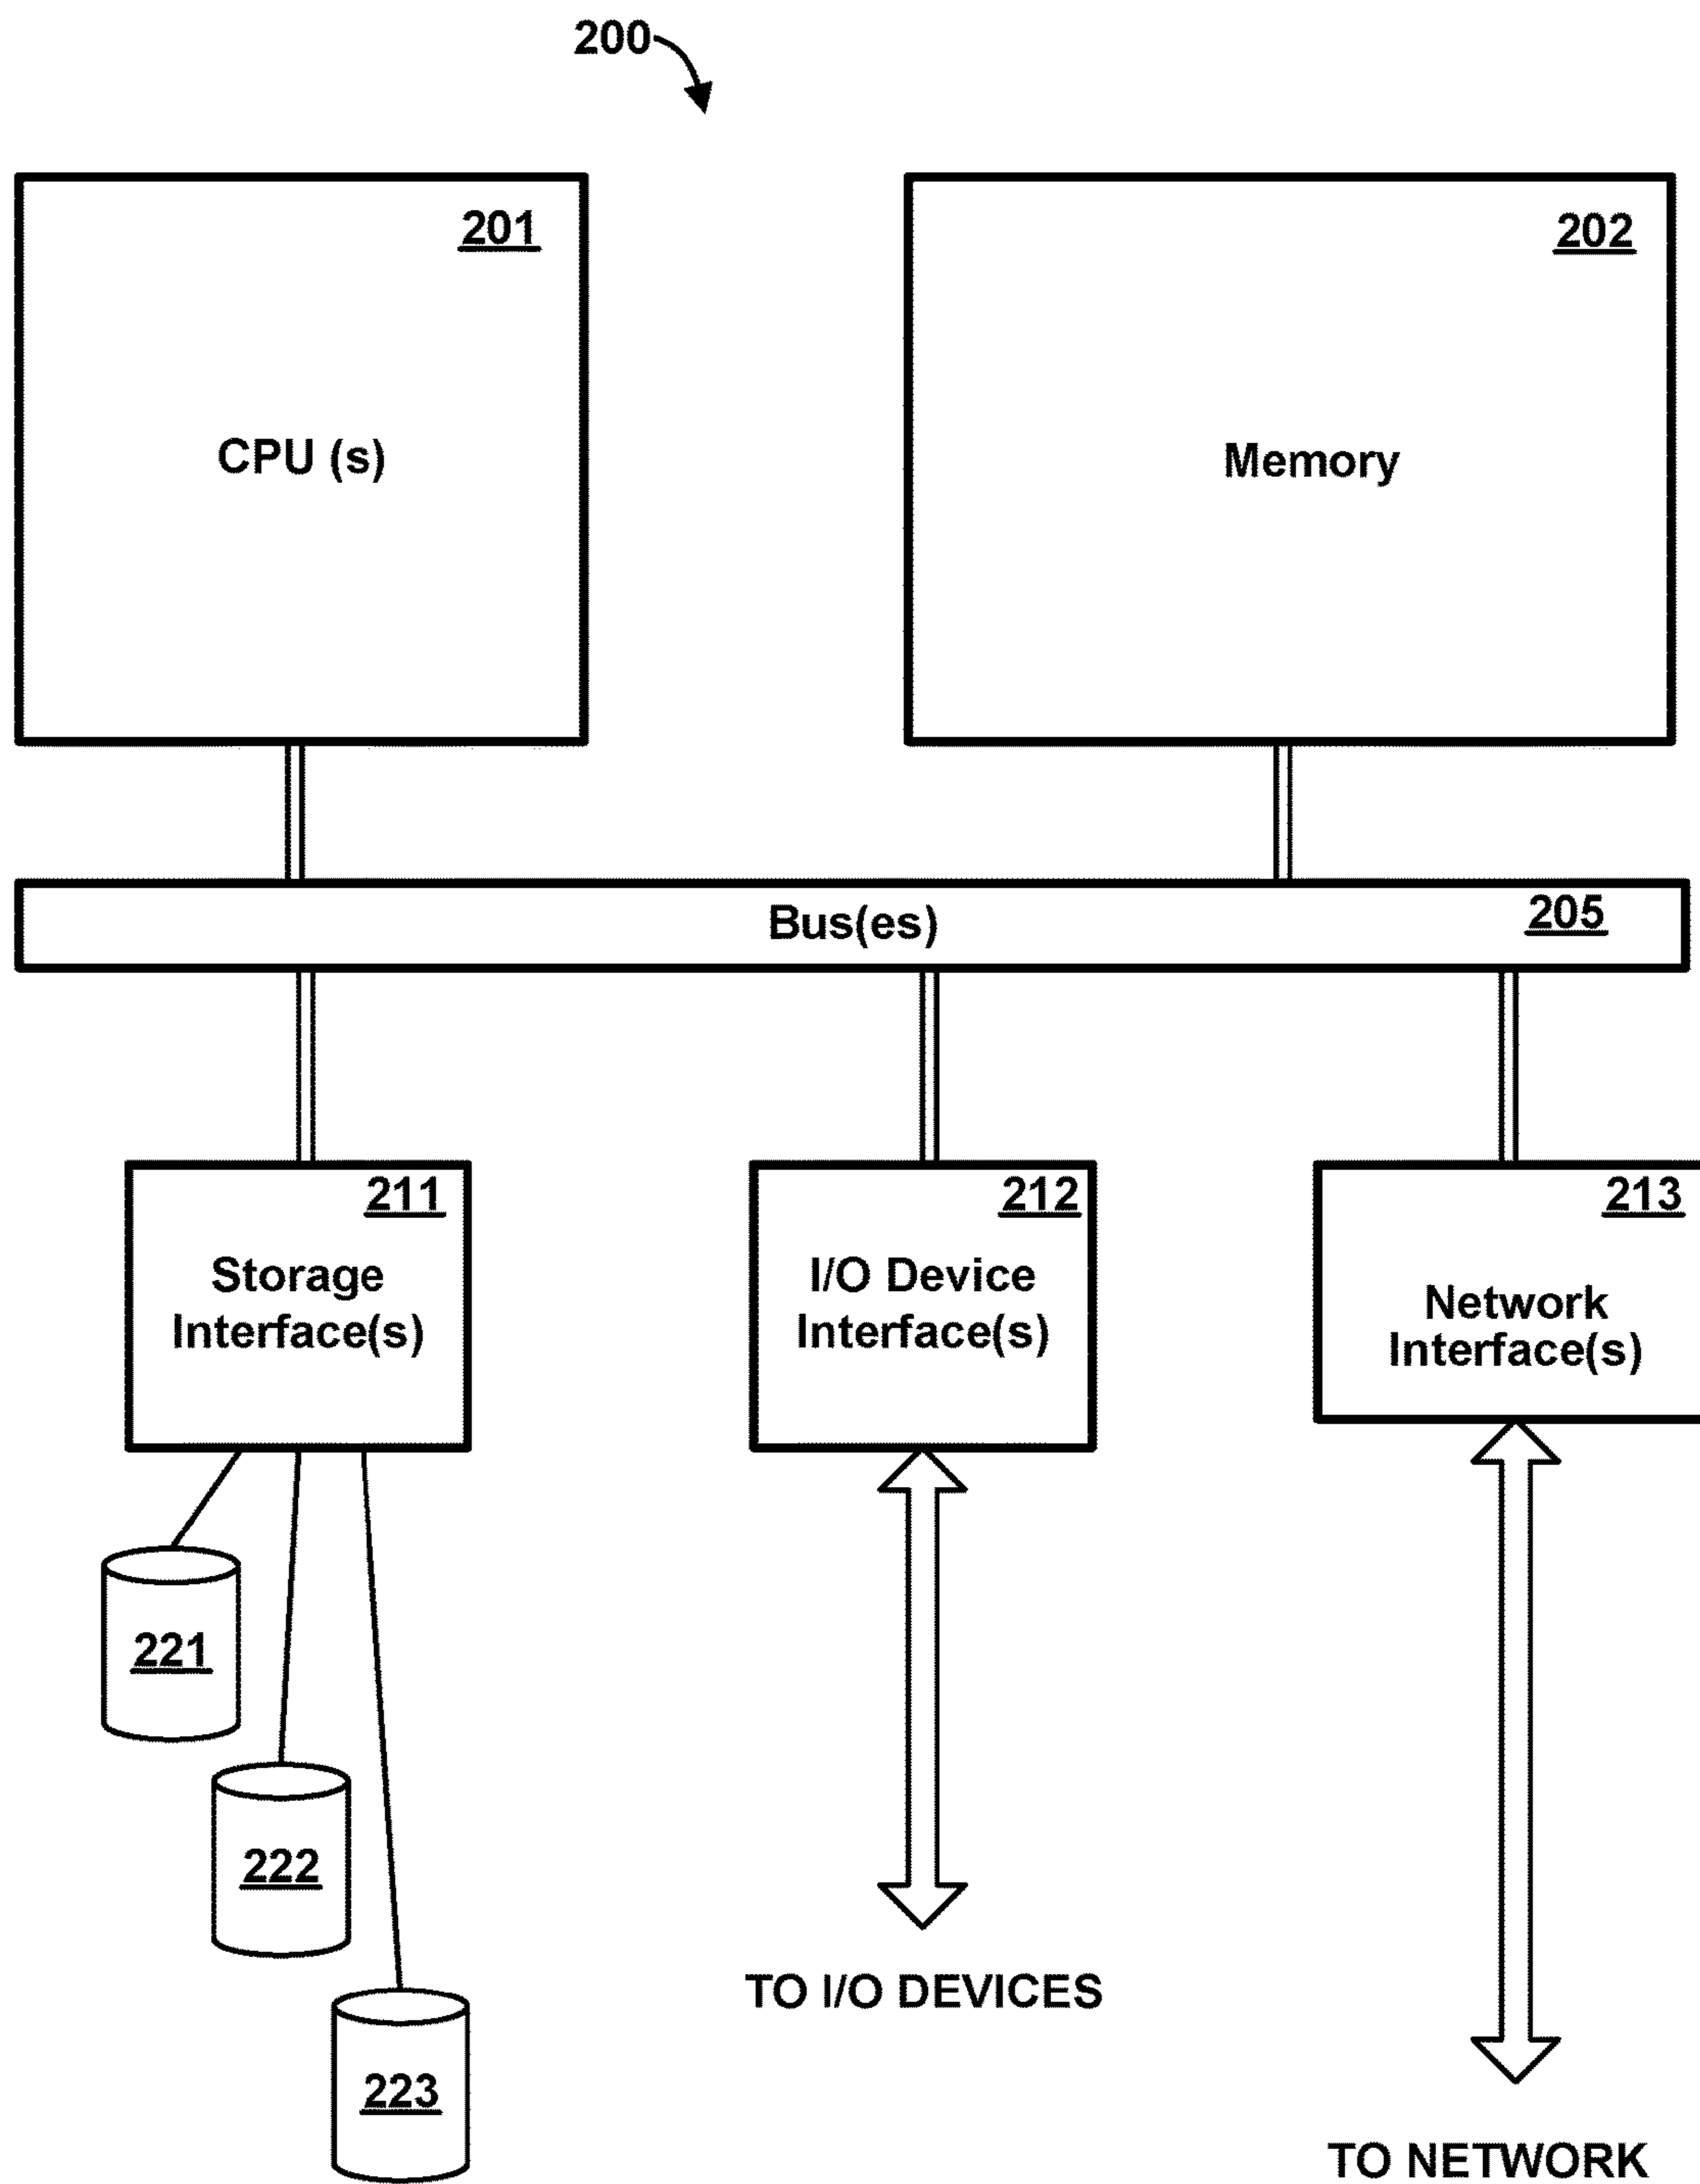 200
201
202
CPU (s)
Memory
Bus(es)
205
211
Storage
Interface(s)
212
I/O Device
Interface(s)
213
Network
Interface(s)
221
222
223
TO I/O DEVICES
TO NETWORK